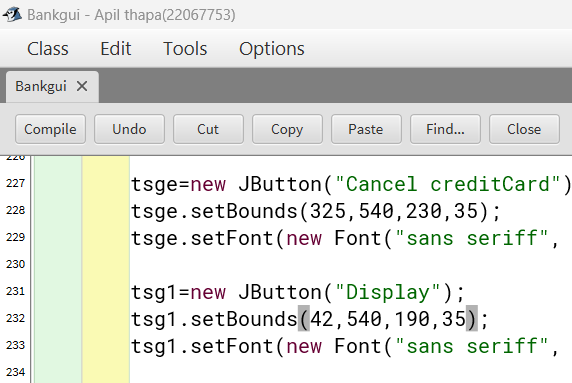 Bankgui - Apil thapa(22067753)
Class Edit Tools Options
Bankgui ✕
Compile Undo Cut Copy Paste Find... Close
226
227 tsge=new JButton("Cancel creditCard")
228 tsge.setBounds(325,540,230,35);
229 tsge.setFont(new Font("sans seriff",
230
231 tsg1=new JButton("Display");
232 tsg1.setBounds(42,540,190,35);
233 tsg1.setFont(new Font("sans seriff",
234